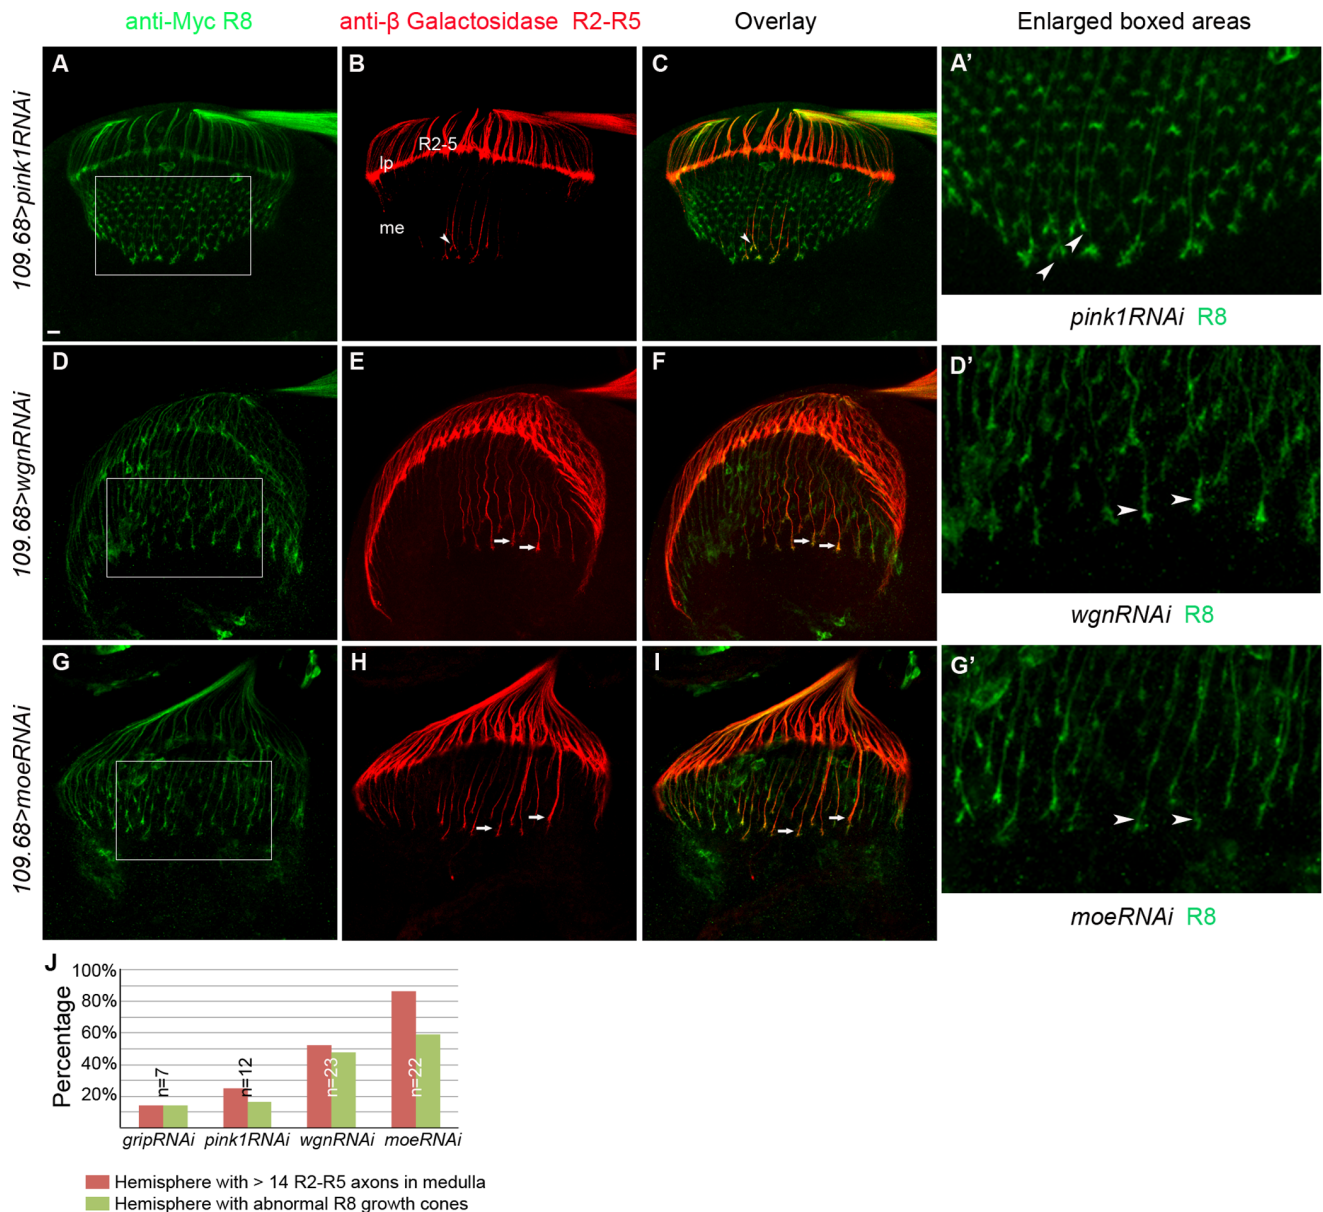 anti-Myc R8
anti-β Galactosidase R2-R5
Overlay
Enlarged boxed areas
109.68>pink1RNAi
A
B
R2-5
lp
me
C
A'
pink1RNAi R8
109.68>wgnRNAi
D
E
F
D'
wgnRNAi R8
109.68>moeRNAi
G
H
I
G'
moeRNAi R8
J
Percentage
100%
80%
60%
40%
20%
n=7
n=12
n=23
n=22
gripRNAi pink1RNAi wgnRNAi moeRNAi
Hemisphere with > 14 R2-R5 axons in medulla
Hemisphere with abnormal R8 growth cones